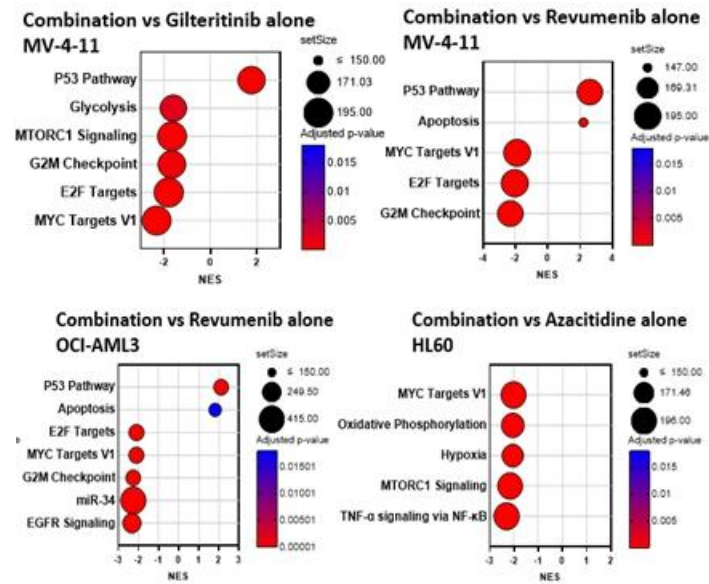 Combination vs Gilteritinib alone
MV-4-11
P53 Pathway
Glycolysis
MTORC1 Signaling
G2M Checkpoint
E2F Targets
MYC Targets V1
-2 0 2
NES
setSize
≤ 150.00
171.03
195.00
Adjusted p-value
0.015
0.010
0.005
Combination vs Revumenib alone
MV-4-11
P53 Pathway
Apoptosis
MYC Targets V1
E2F Targets
G2M Checkpoint
-4 -2 0 2 4
NES
setSize
147.00
169.31
195.00
Adjusted p-value
0.015
0.010
0.005
Combination vs Revumenib alone
OCI-AML3
P53 Pathway
Apoptosis
E2F Targets
MYC Targets V1
G2M Checkpoint
miR-34
EGFR Signaling
-3 -2 -1 0 1 2 3
NES
setSize
≤ 150.00
249.50
415.00
Adjusted p-value
0.01501
0.01001
0.00501
0.00001
Combination vs Azacitidine alone
HL60
MYC Targets V1
Oxidative Phosphorylation
Hypoxia
MTORC1 Signaling
TNF-α signaling via NF-κB
-3 -2 -1 0 1 2 3
NES
setSize
≤ 150.00
171.46
196.00
Adjusted p-value
0.015
0.010
0.005